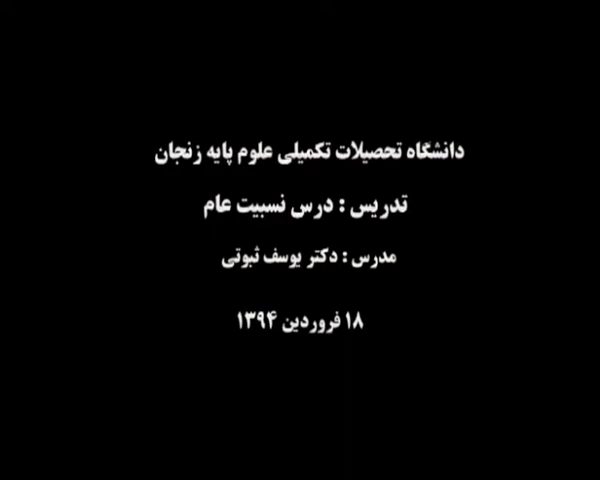 دانشگاه تحصیلات تکمیلی علوم پایه زنجان
تدریس : درس نسبیت عام
مدرس : دکتر یوسف ثبوتی
۱۸ فروردین ۱۳۹۴